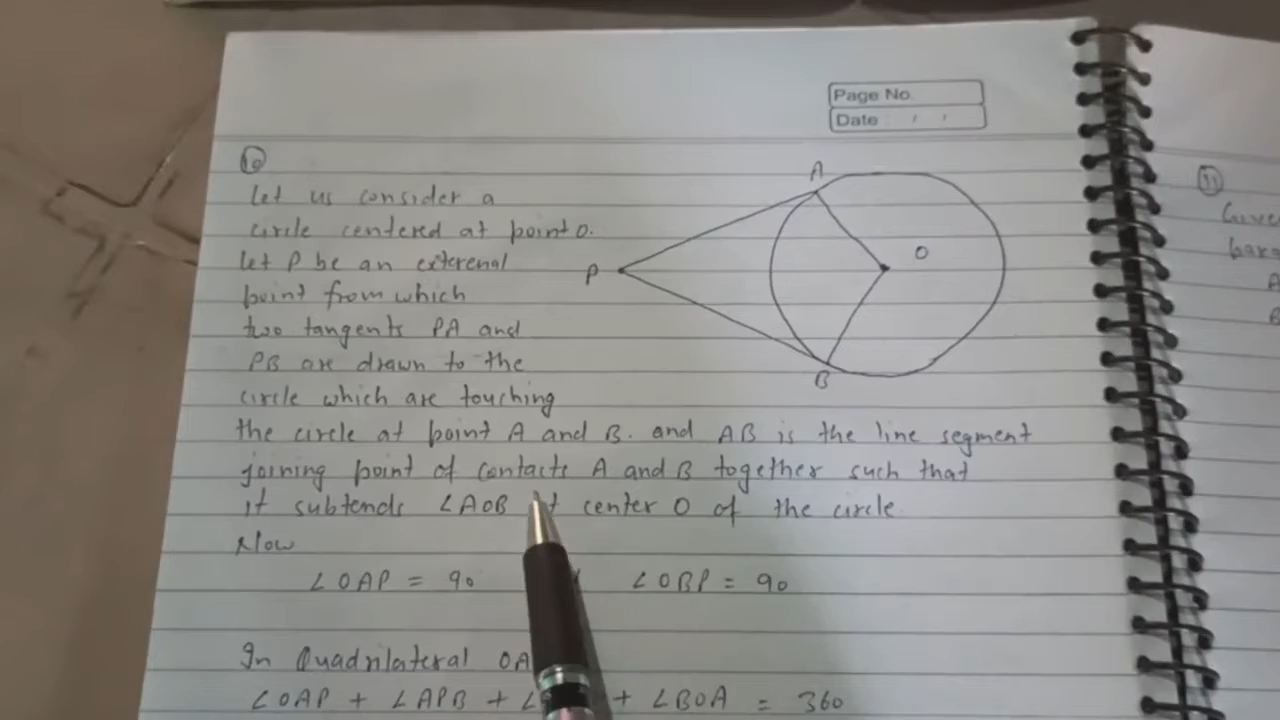 Page No.
Date : / /
10
Let us consider a
circle centered at point O.
Let P be an exterenal
point from which
two tangents PA and
PB are drawn to the
circle which are touching
the circle at point A and B. and AB is the line segment
joining point of contacts A and B together such that
it subtends ∠AOB at center O of the circle.
Now
∠OAP = 90 ∠OBP = 90
In Quadrilateral OA
∠OAP + ∠APB + ∠ + ∠BOA = 360
A
O
P
B
11